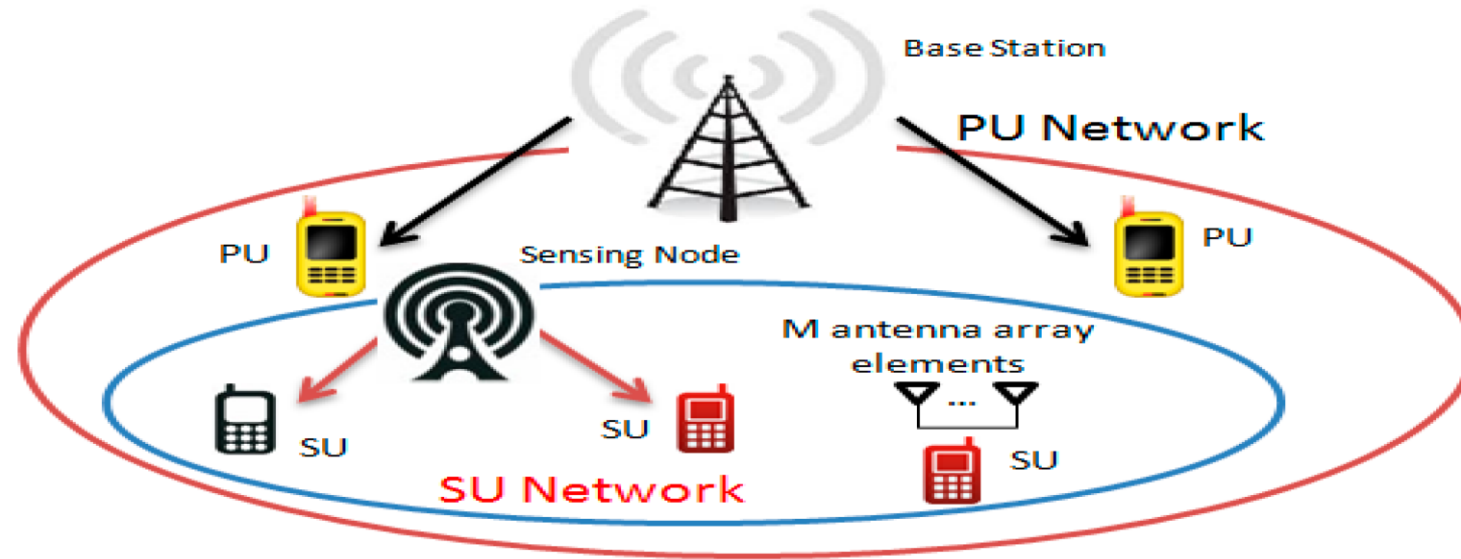 Base Station
PU Network
PU
Sensing Node
PU
M antenna array
elements
...
SU
SU
SU
SU Network